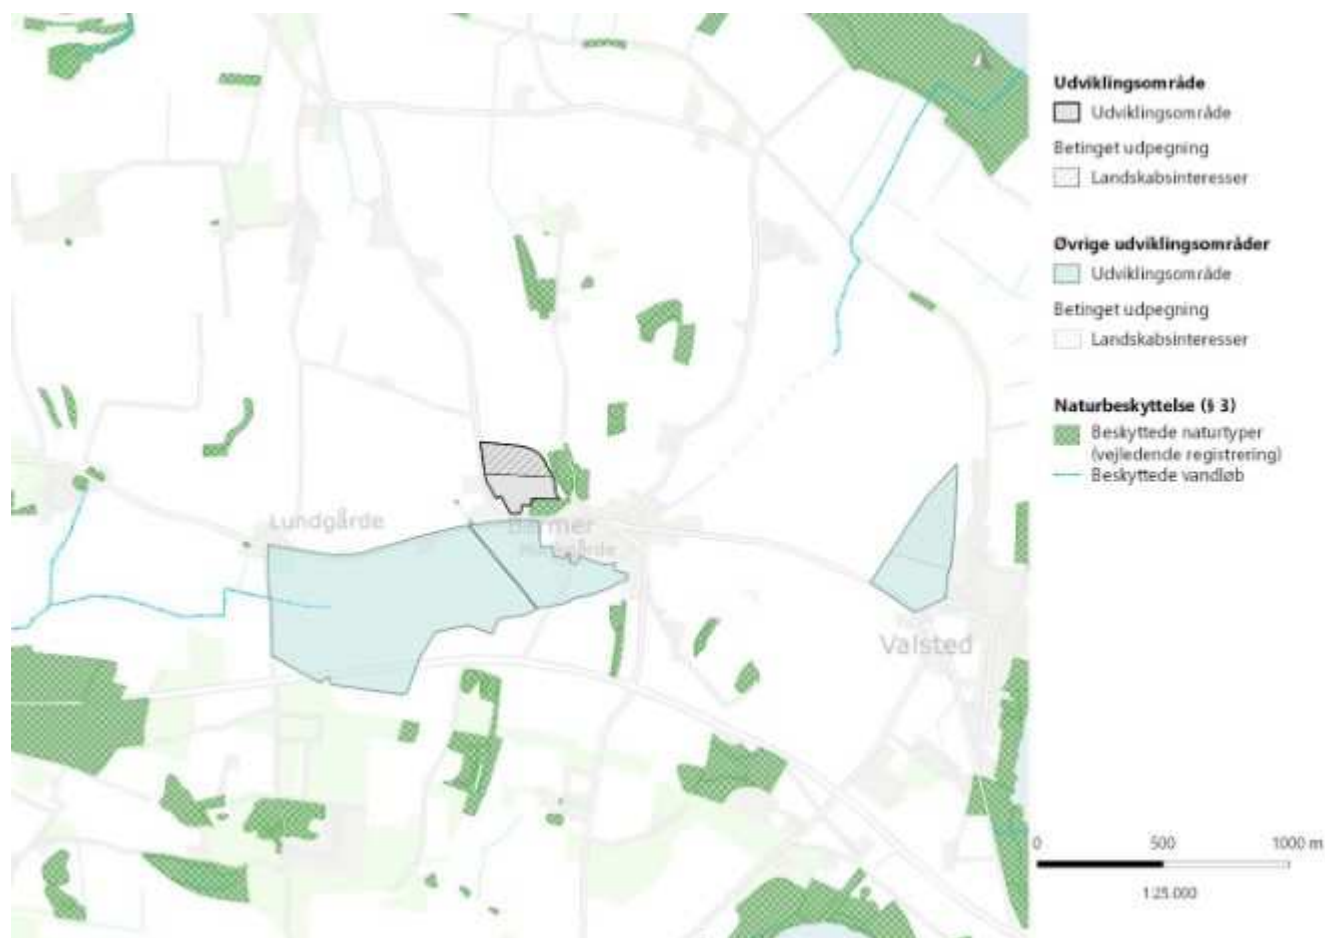 Udviklingsområde
Udviklingsområde
Betinget udpegning
Landskabsinteresser
Øvrige udviklingsområder
Udviklingsområde
Betinget udpegning
Landskabsinteresser
Naturbeskyttelse (§ 3)
Beskyttede naturtyper
(vejledende registrering)
Beskyttede vandløb
Lundgårde
Barmer
Valsted
0 500 1000 m
1:25.000